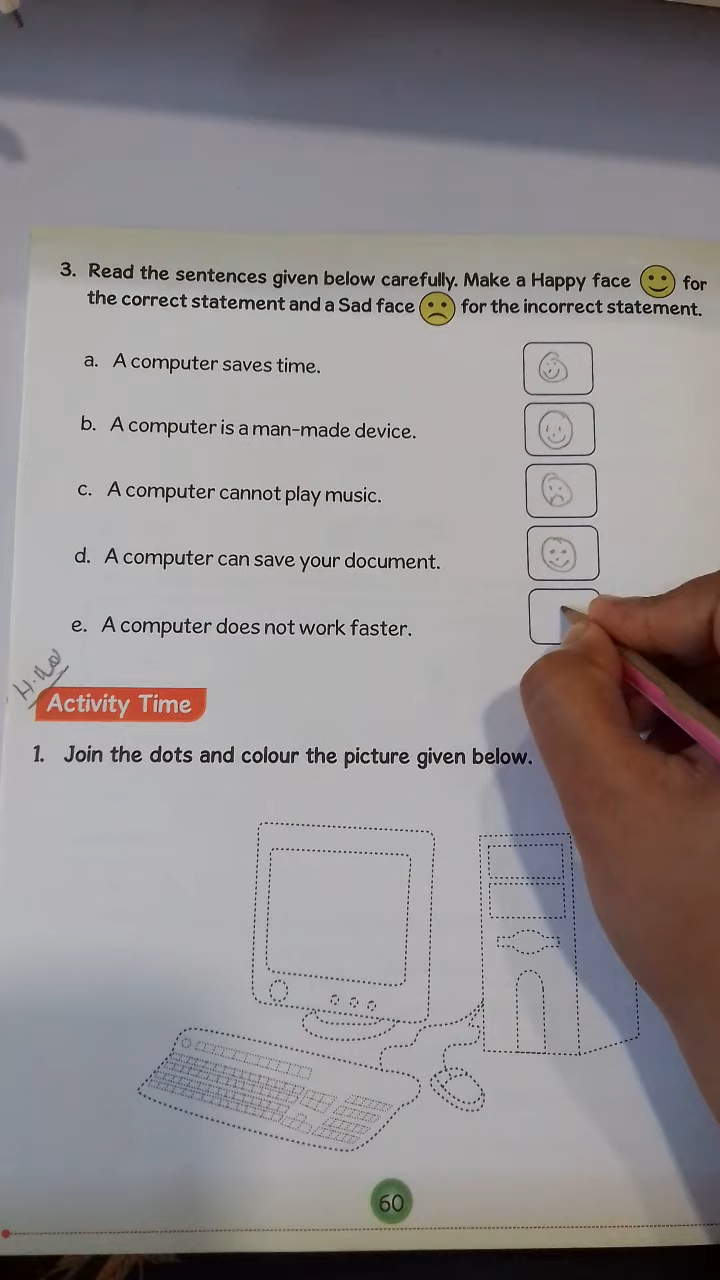 3. Read the sentences given below carefully. Make a Happy face for
the correct statement and a Sad face for the incorrect statement.
a. A computer saves time.
b. A computer is a man-made device.
c. A computer cannot play music.
d. A computer can save your document.
e. A computer does not work faster.
Activity Time
1. Join the dots and colour the picture given below.
60